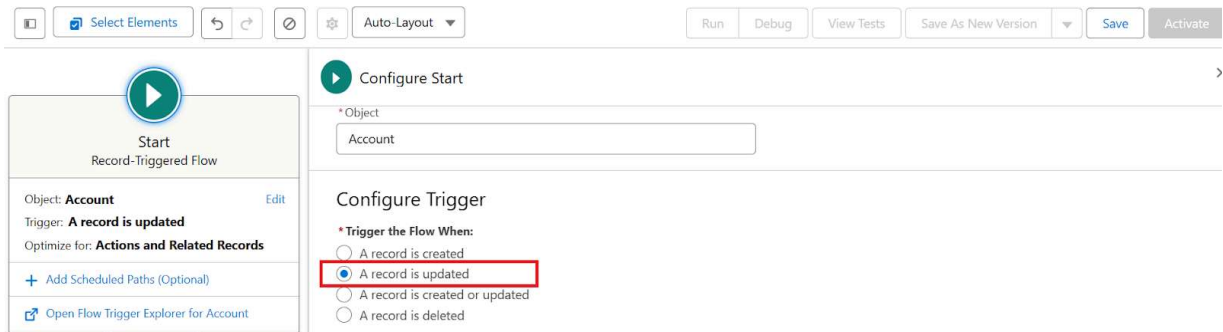 Select Elements
Auto-Layout
Run
Debug
View Tests
Save As New Version
Save
Activate
Start
Record-Triggered Flow
Object: Account
Edit
Trigger: A record is updated
Optimize for: Actions and Related Records
+ Add Scheduled Paths (Optional)
Open Flow Trigger Explorer for Account
Configure Start
* Object
Account
Configure Trigger
* Trigger the Flow When:
A record is created
A record is updated
A record is created or updated
A record is deleted